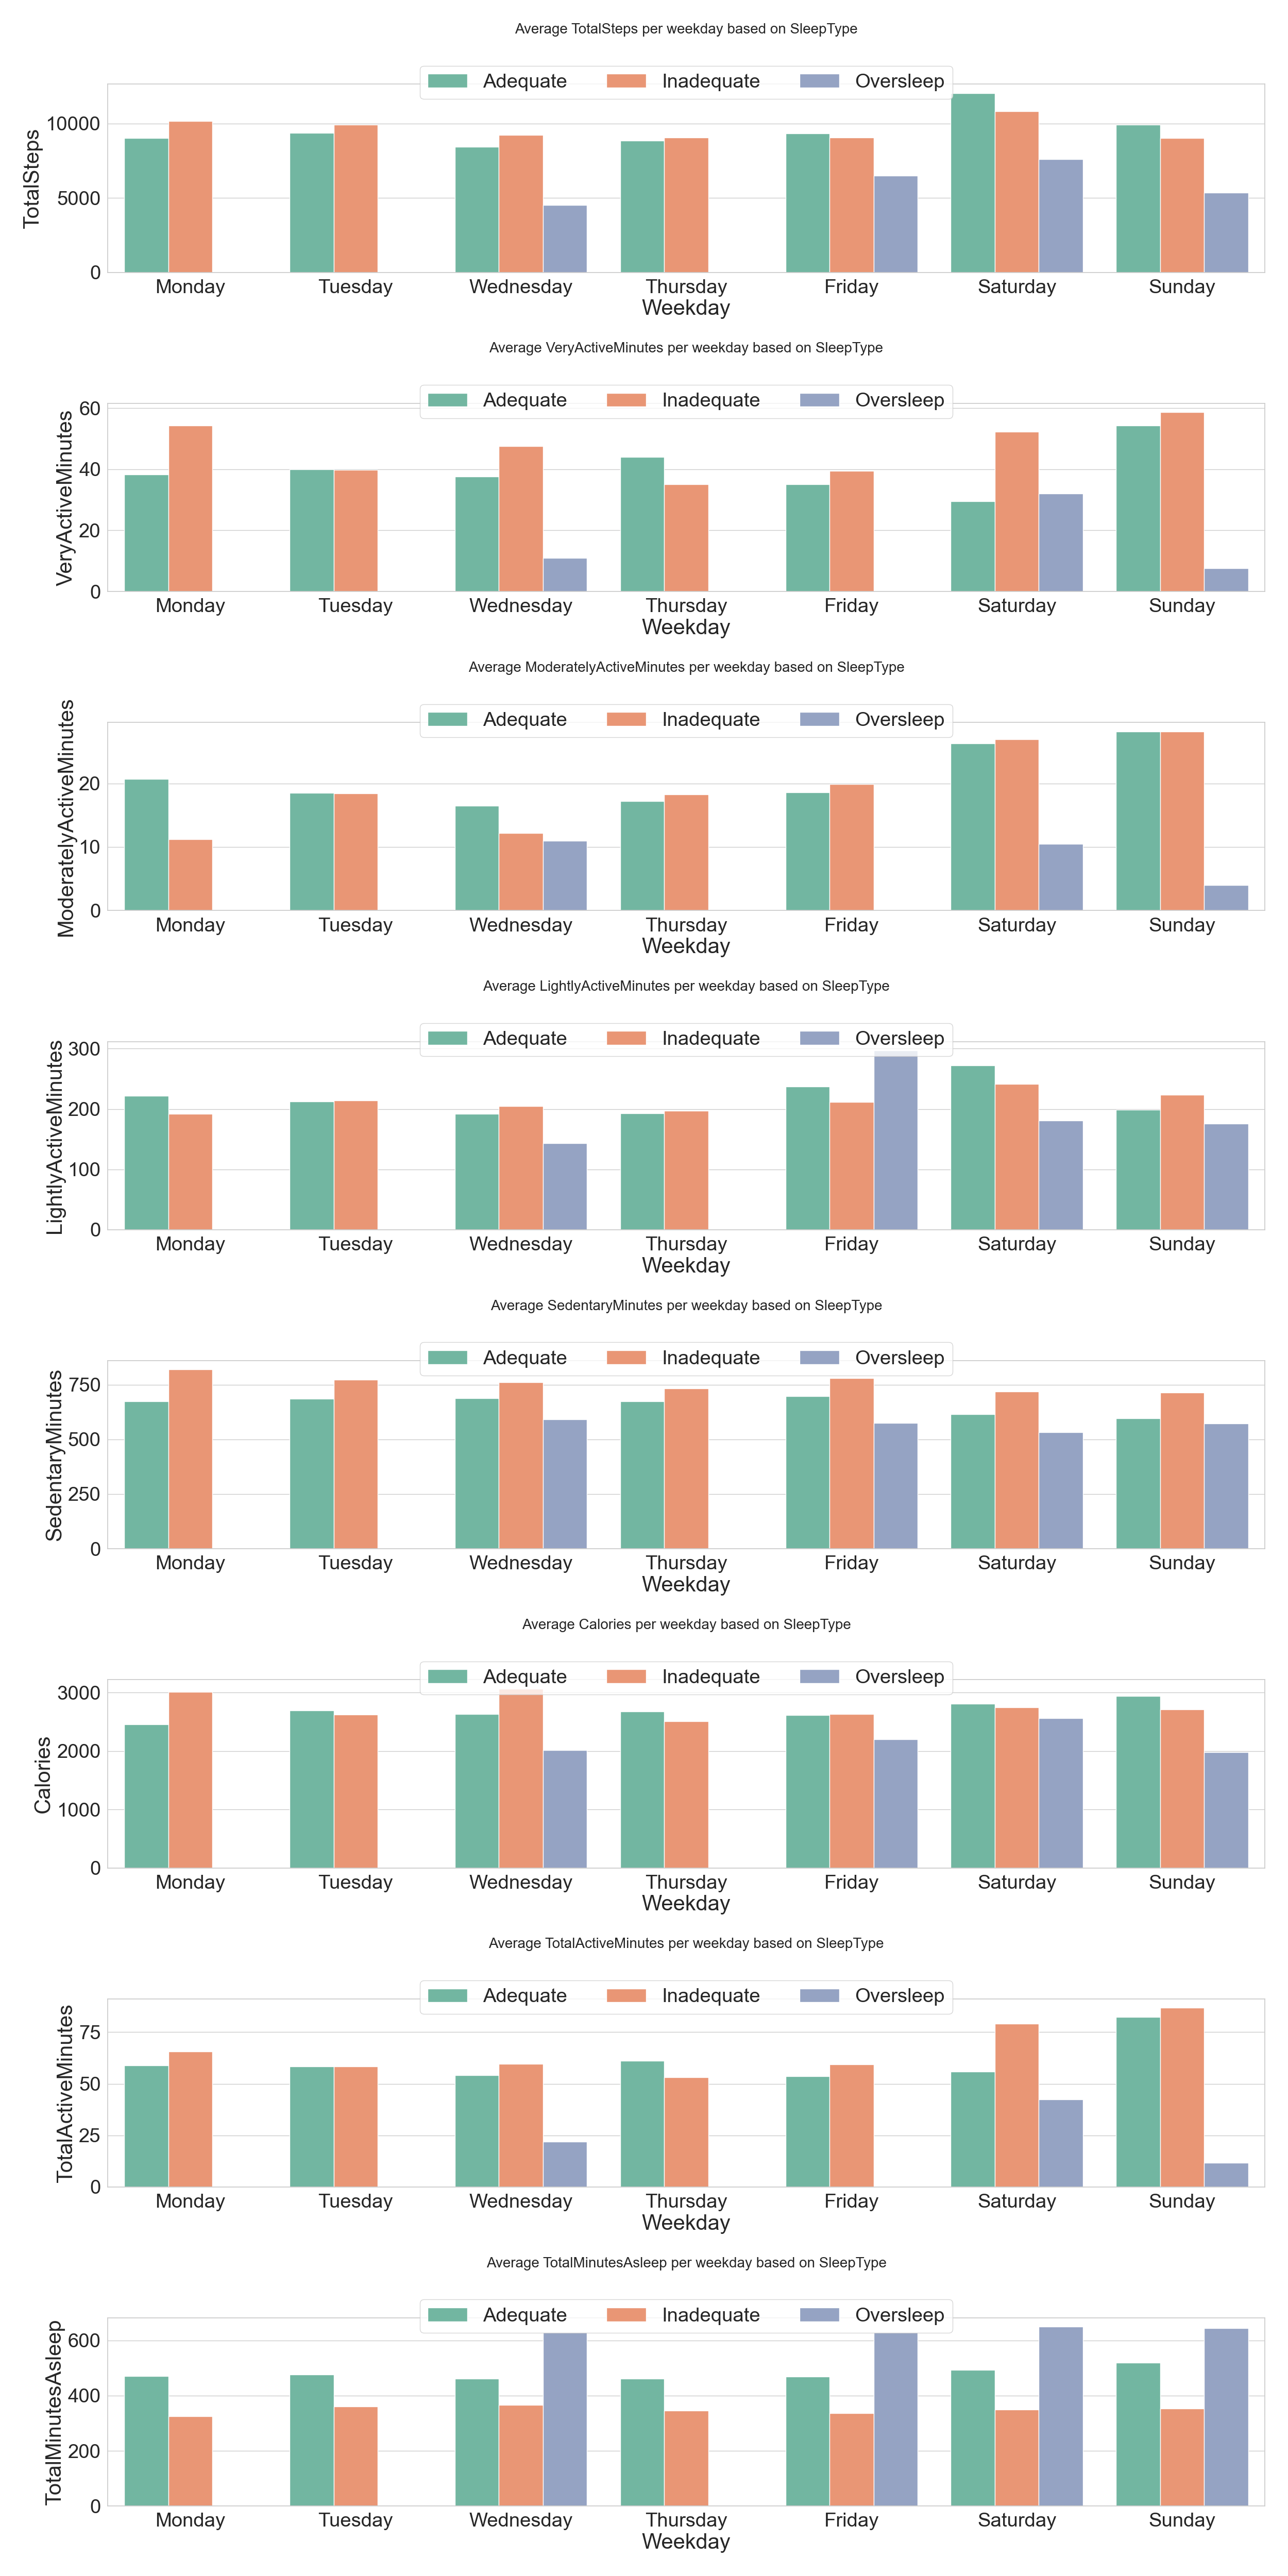 Average TotalSteps per weekday based on SleepType
Adequate Inadequate Oversleep
TotalSteps
10000
5000
0
Monday Tuesday Wednesday Thursday Friday Saturday Sunday
Weekday
Average VeryActiveMinutes per weekday based on SleepType
Adequate Inadequate Oversleep
VeryActiveMinutes
60
40
20
0
Monday Tuesday Wednesday Thursday Friday Saturday Sunday
Weekday
Average ModeratelyActiveMinutes per weekday based on SleepType
Adequate Inadequate Oversleep
ModeratelyActiveMinutes
20
10
0
Monday Tuesday Wednesday Thursday Friday Saturday Sunday
Weekday
Average LightlyActiveMinutes per weekday based on SleepType
Adequate Inadequate Oversleep
LightlyActiveMinutes
300
200
100
0
Monday Tuesday Wednesday Thursday Friday Saturday Sunday
Weekday
Average SedentaryMinutes per weekday based on SleepType
Adequate Inadequate Oversleep
SedentaryMinutes
750
500
250
0
Monday Tuesday Wednesday Thursday Friday Saturday Sunday
Weekday
Average Calories per weekday based on SleepType
Adequate Inadequate Oversleep
Calories
3000
2000
1000
0
Monday Tuesday Wednesday Thursday Friday Saturday Sunday
Weekday
Average TotalActiveMinutes per weekday based on SleepType
Adequate Inadequate Oversleep
TotalActiveMinutes
75
50
25
0
Monday Tuesday Wednesday Thursday Friday Saturday Sunday
Weekday
Average TotalMinutesAsleep per weekday based on SleepType
Adequate Inadequate Oversleep
TotalMinutesAsleep
600
400
200
0
Monday Tuesday Wednesday Thursday Friday Saturday Sunday
Weekday